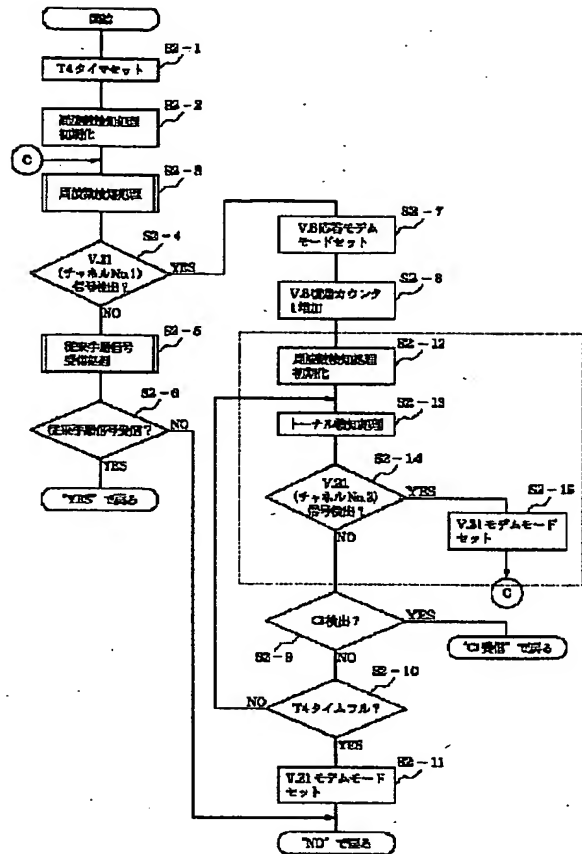 開始
S2-1
T4タイマセット
S2-2
周波数検知処理
初期化
C
S2-3
周波数検知処理
S2-4
V.21
(チャネルNo.1)
信号検出?
YES
NO
S2-5
従来手順信号
受信処理
S2-6
従来手順信号受信?
NO
YES
"YES"で戻る
S2-7
V.8応答モデム
モードセット
S2-8
カウンタ
1増加
S2-12
周波数検知処理
初期化
S2-13
トーナル検知処理
S2-14
V.21
(チャネルNo.2)
信号検出?
YES
NO
S2-15
V.21モデムモード
セット
C
CI検出?
YES
S2-9
NO
"CI受信"で戻る
S2-10
NO
T4タイムフル?
YES
S2-11
V.21モデムモード
セット
"NO"で戻る